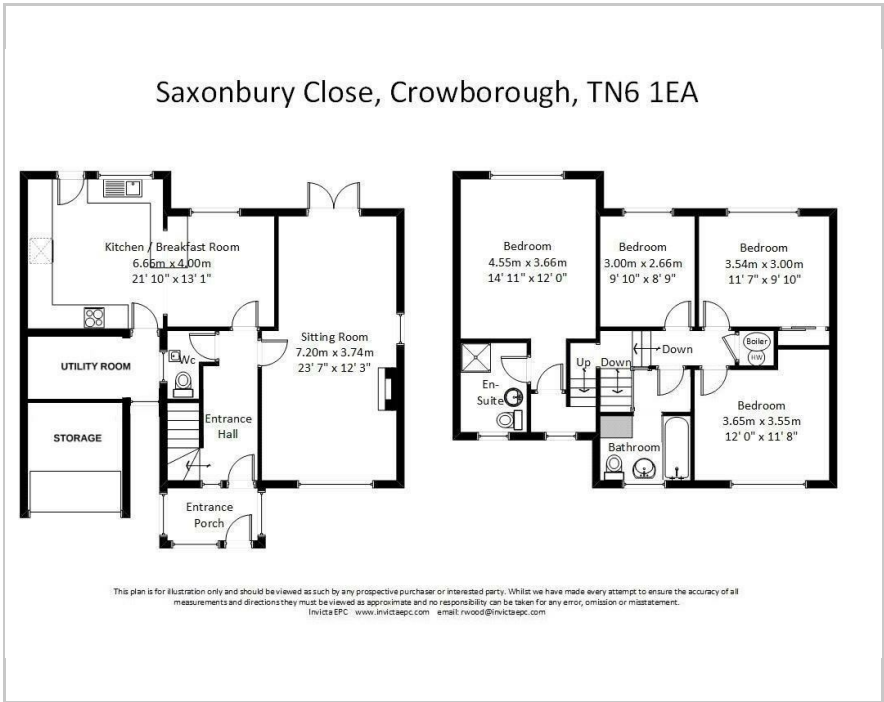 Saxonbury Close, Crowborough, TN6 1EA
Kitchen / Breakfast Room
6.66m x 4.00m
21' 10" x 13' 1"
Sitting Room
7.20m x 3.74m
23' 7" x 12' 3"
UTILITY ROOM
Wc
STORAGE
Entrance
Hall
Entrance
Porch
Bedroom
4.55m x 3.66m
14' 11" x 12' 0"
Bedroom
3.00m x 2.66m
9' 10" x 8' 9"
Bedroom
3.54m x 3.00m
11' 7" x 9' 10"
Up
Down
Down
Boiler
HW
En-
Suite
Bathroom
Bedroom
3.65m x 3.55m
12' 0" x 11' 8"
This plan is for illustration only and should be viewed as such by any prospective purchaser or interested party. Whilst we have made every attempt to ensure the accuracy of all
measurements and directions they must be viewed as approximate and no responsibility can be taken for any error, omission or misstatement.
Invicta EPC www.invictaepc.com email: rwood@invictaepc.com